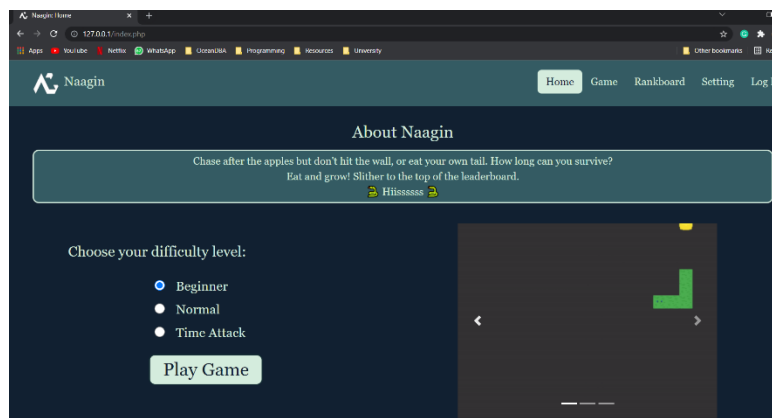 Naagin Home
127.0.0.1/index.php
Apps YouTube Netflix WhatsApp OceanDBA Programming Resources University Other bookmarks
Naagin Home Game Rankboard Setting Log
About Naagin
Chase after the apples but don't hit the wall, or eat your own tail. How long can you survive?
Eat and grow! Slither to the top of the leaderboard.
Hiissssss
Choose your difficulty level:
Beginner
Normal
Time Attack
Play Game